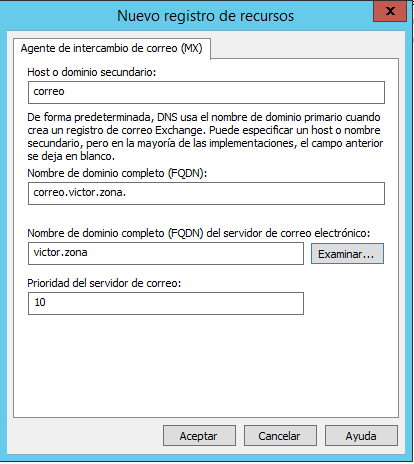 Nuevo registro de recursos
x
Agente de intercambio de correo (MX)
Host o dominio secundario:
correo
De forma predeterminada, DNS usa el nombre de dominio primario cuando
crea un registro de correo Exchange. Puede especificar un host o nombre
secundario, pero en la mayoría de las implementaciones, el campo anterior
se deja en blanco.
Nombre de dominio completo (FQDN):
correo.victor.zona.
Nombre de dominio completo (FQDN) del servidor de correo electrónico:
victor.zona
Examinar...
Prioridad del servidor de correo:
10
Aceptar Cancelar Ayuda